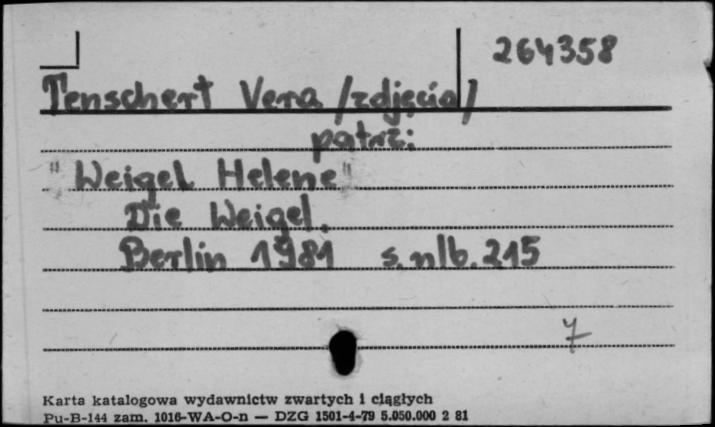 264358
Tenschert Vera /zdjęcia/
patrz:
"Weigel Helene"
Die Weigel.
Berlin 1981 s. nlb. 215
7
Karta katalogowa wydawnictw zwartych i ciągłych
Pu-B-144 zam. 1016-WA-O-n — DZG 1501-4-79 5.050.000 2 81